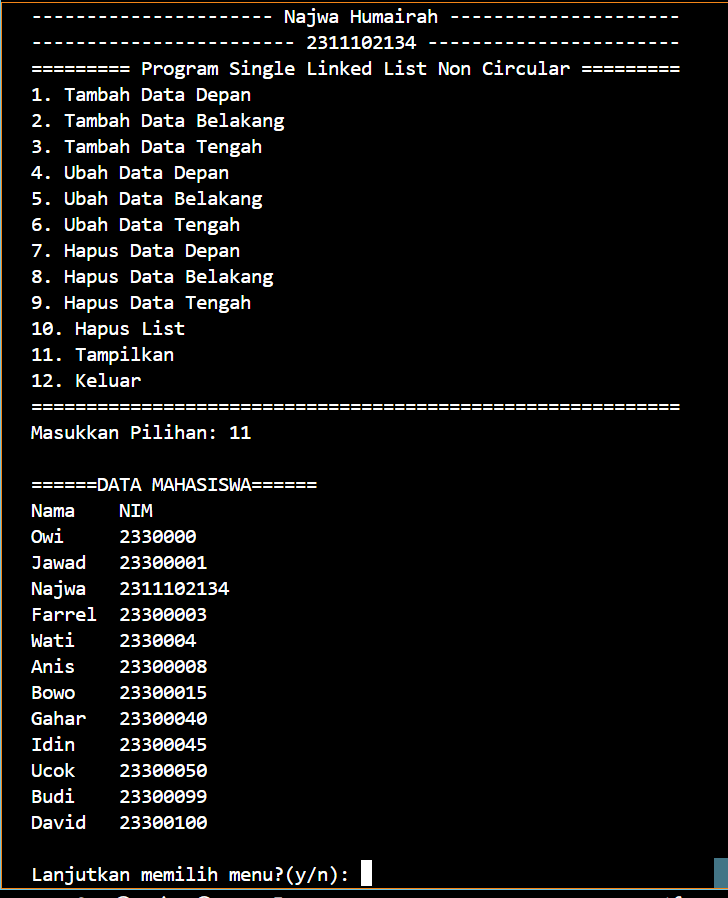 ---------------------- Najwa Humairah ---------------------
------------------------ 2311102134 -----------------------
========= Program Single Linked List Non Circular =========
1. Tambah Data Depan
2. Tambah Data Belakang
3. Tambah Data Tengah
4. Ubah Data Depan
5. Ubah Data Belakang
6. Ubah Data Tengah
7. Hapus Data Depan
8. Hapus Data Belakang
9. Hapus Data Tengah
10. Hapus List
11. Tampilkan
12. Keluar
===========================================================
Masukkan Pilihan: 11
======DATA MAHASISWA======
Nama    NIM
Owi     2330000
Jawad   23300001
Najwa   2311102134
Farrel  23300003
Wati    2330004
Anis    23300008
Bowo    23300015
Gahar   23300040
Idin    23300045
Ucok    23300050
Budi    23300099
David   23300100
Lanjutkan memilih menu?(y/n):